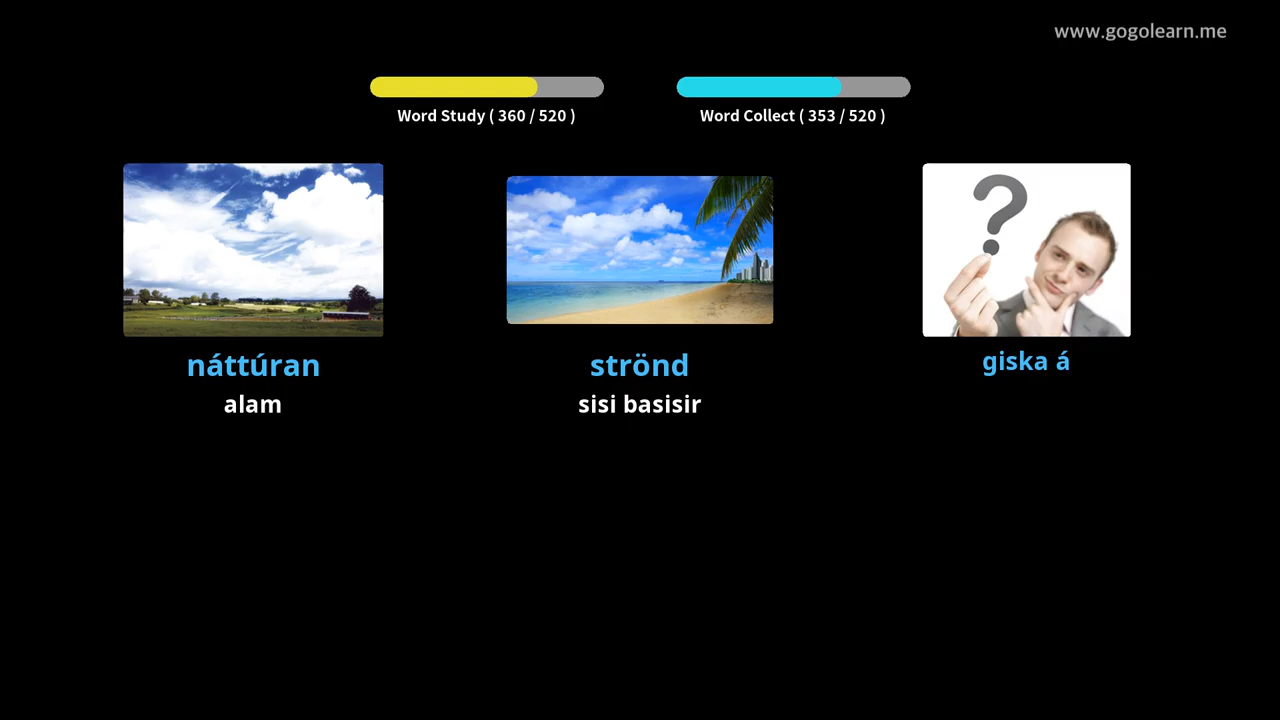 www.gogolearn.me
Word Study ( 360 / 520 )
Word Collect ( 353 / 520 )
náttúran
alam
strönd
sisi basisir
giska á